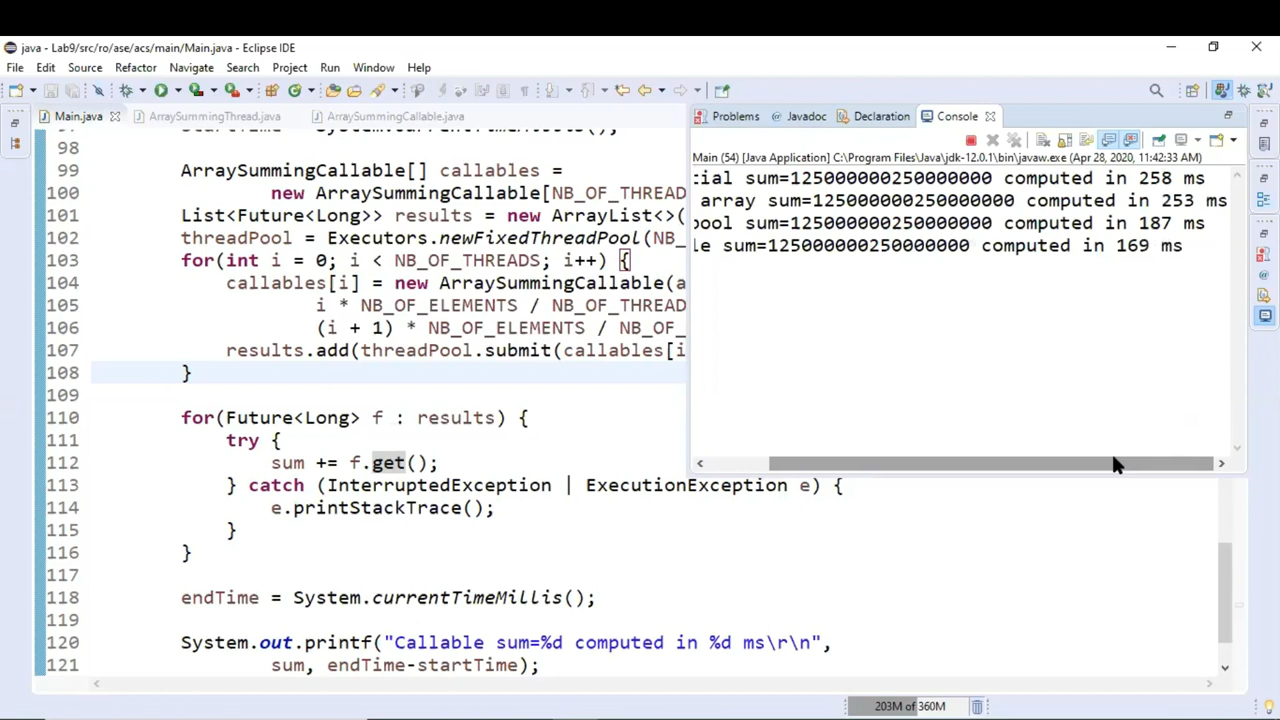 java - Lab9/src/ro/ase/acs/main/Main.java - Eclipse IDE
File Edit Source Refactor Navigate Search Project Run Window Help
Main.java ArraySummingThread.java ArraySummingCallable.java
Problems Javadoc Declaration Console
Main (54) [Java Application] C:\Program Files\Java\jdk-12.0.1\bin\javaw.exe (Apr 28, 2020, 11:42:33 AM)
tial sum=125000000250000000 computed in 258 ms
array sum=125000000250000000 computed in 253 ms
pool sum=125000000250000000 computed in 187 ms
le sum=125000000250000000 computed in 169 ms
98
99 ArraySummingCallable[] callables =
100 new ArraySummingCallable[NB_OF_THREAD
101 List<Future<Long>> results = new ArrayList<>(
102 threadPool = Executors.newFixedThreadPool(NB_
103 for(int i = 0; i < NB_OF_THREADS; i++) {
104 callables[i] = new ArraySummingCallable(a
105 i * NB_OF_ELEMENTS / NB_OF_THREAD
106 (i + 1) * NB_OF_ELEMENTS / NB_OF_
107 results.add(threadPool.submit(callables[i
108 }
109
110 for(Future<Long> f : results) {
111 try {
112 sum += f.get();
113 } catch (InterruptedException | ExecutionException e) {
114 e.printStackTrace();
115 }
116 }
117
118 endTime = System.currentTimeMillis();
119
120 System.out.printf("Callable sum=%d computed in %d ms\r\n",
121 sum, endTime-startTime);
203M of 360M